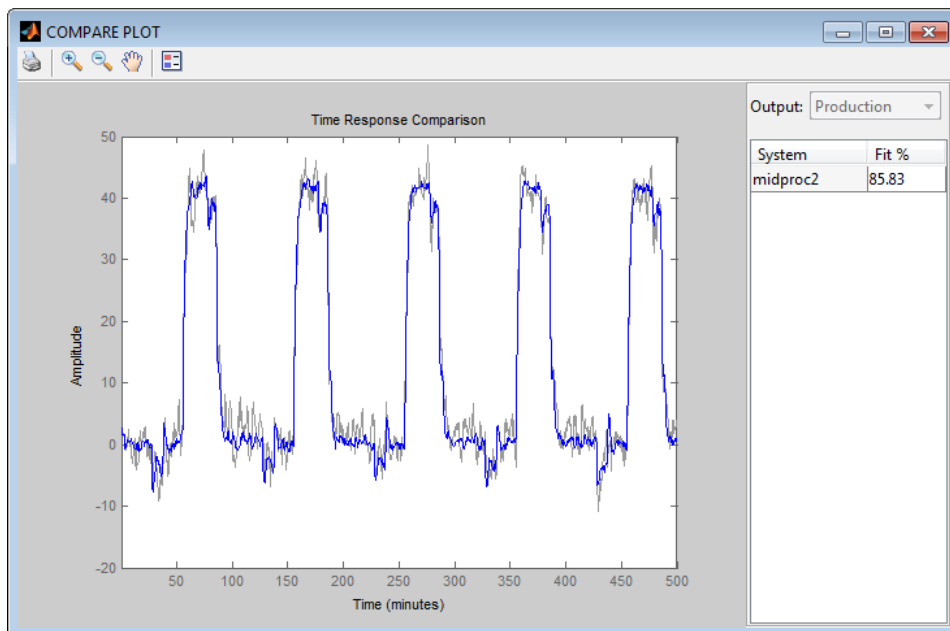 COMPARE PLOT
Output: Production
System Fit %
midproc2 85.83
Time Response Comparison
50
40
30
20
10
0
-10
-20
Amplitude
50 100 150 200 250 300 350 400 450 500
Time (minutes)